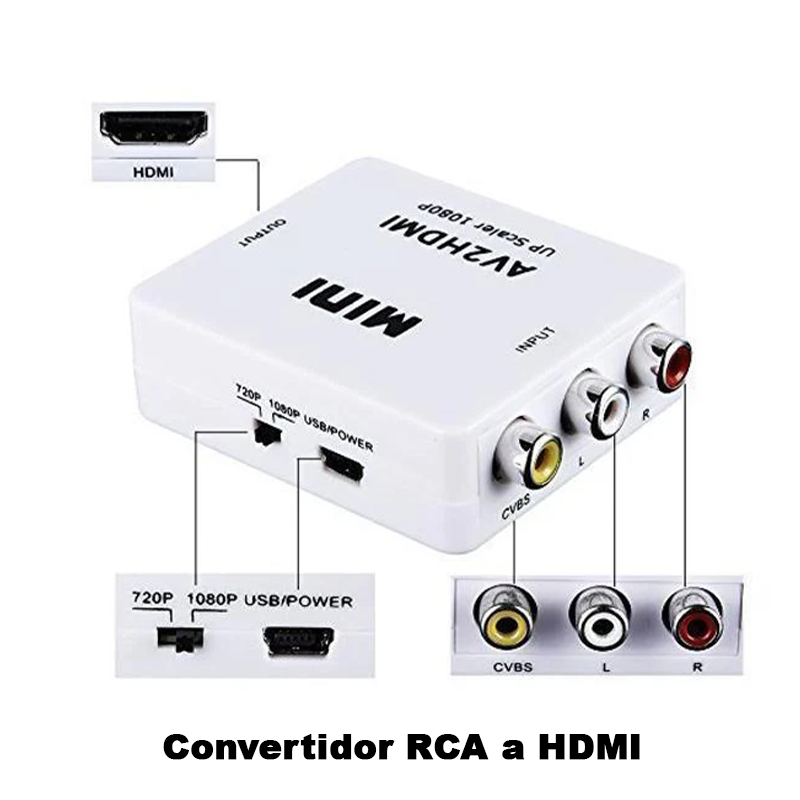 HDMI
OUTPUT
MINI
AV2HDMI
UP Scaler 1080P
INPUT
720P
1080P
USB/POWER
CVBS
L
R
720P
1080P
USB/POWER
CVBS
L
R
Convertidor RCA a HDMI